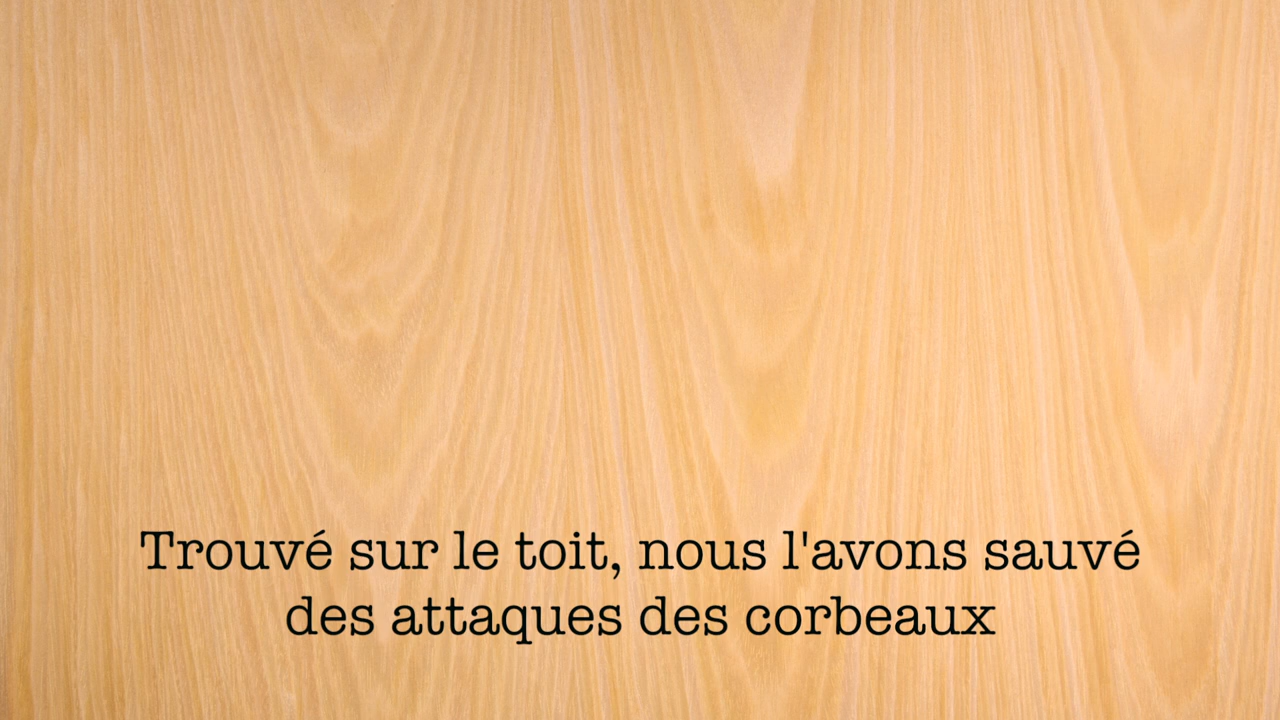 Trouvé sur le toit, nous l'avons sauvé
des attaques des corbeaux